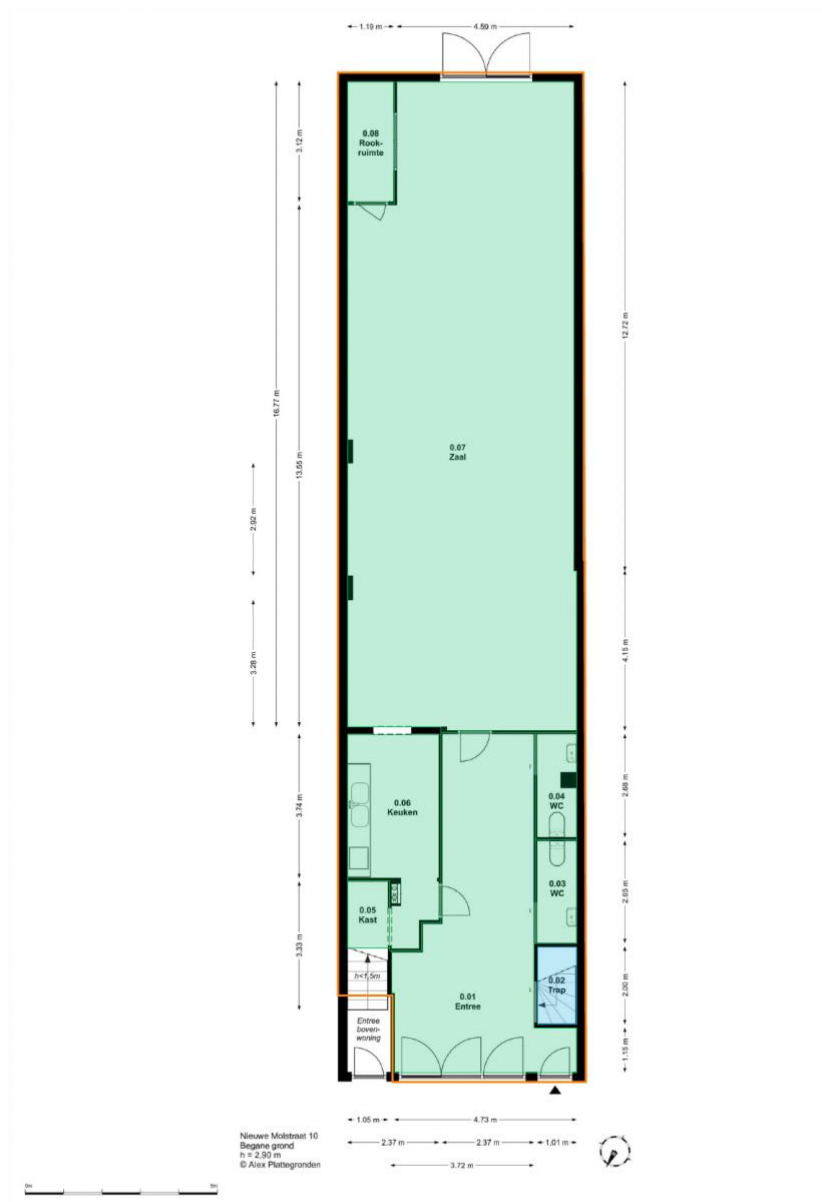 1.19 m
4.59 m
3.12 m
0.08
Rook-
ruimte
12.72 m
16.77 m
13.55 m
0.07
Zaal
2.92 m
3.28 m
4.15 m
3.74 m
0.06
Keuken
0.04
WC
2.68 m
0.05
Kast
0.03
WC
2.65 m
3.33 m
h<1,5m
0.02
Trap
2.00 m
0.01
Entree
Entree
boven-
woning
1.15 m
1.05 m
4.73 m
2.37 m
2.37 m
1.01 m
3.72 m
Nieuwe Molstraat 10
Begane grond
h = 2,90 m
© Alex Plattegronden
0m
5m